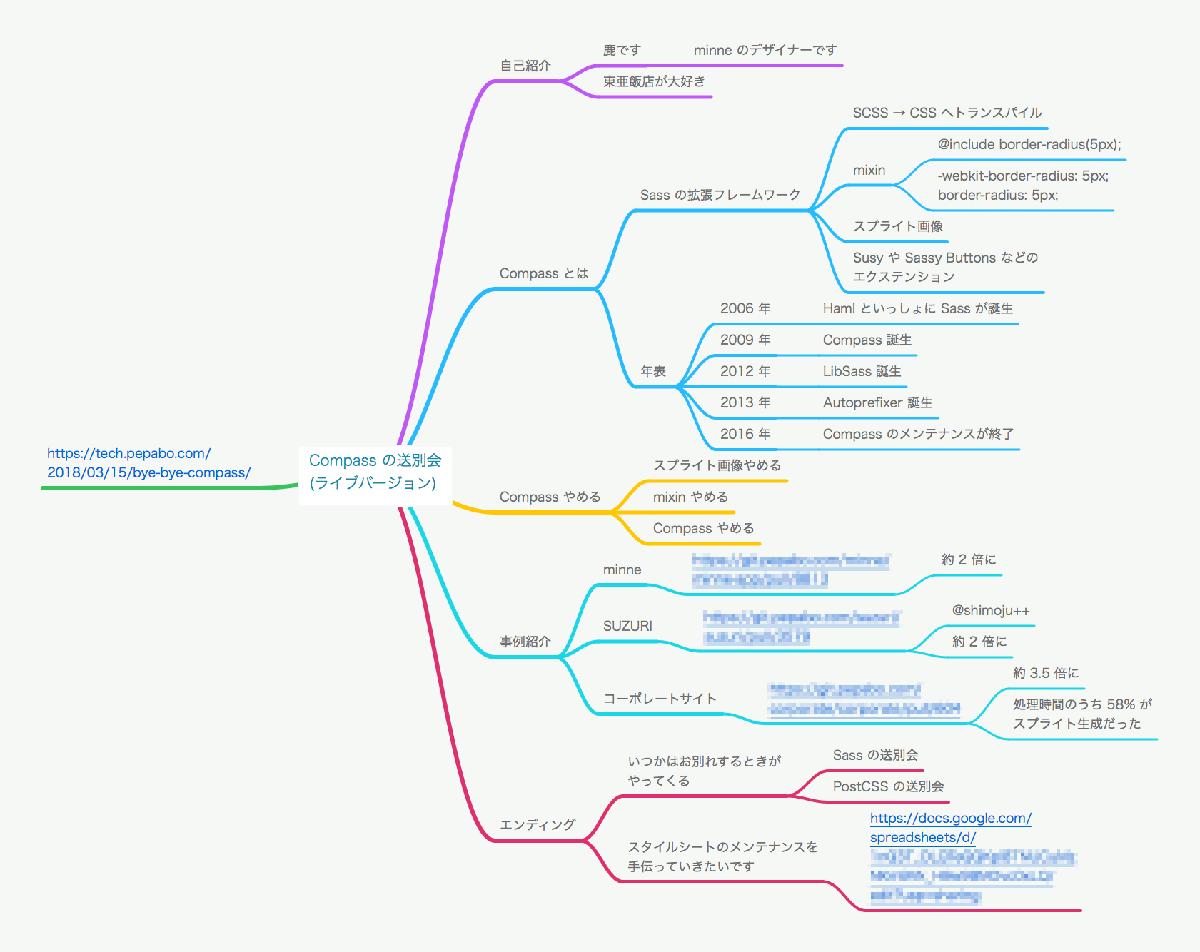 https://tech.pepabo.com/
2018/03/15/bye-bye-compass/
Compass の送別会
(ライブバージョン)
自己紹介
鹿です
minne のデザイナーです
東亜飯店が大好き
Compass とは
Sass の拡張フレームワーク
SCSS → CSS へトランスパイル
mixin
@include border-radius(5px);
-webkit-border-radius: 5px;
border-radius: 5px;
スプライト画像
Susy や Sassy Buttons などの
エクステンション
年表
2006 年
Haml といっしょに Sass が誕生
2009 年
Compass 誕生
2012 年
LibSass 誕生
2013 年
Autoprefixer 誕生
2016 年
Compass のメンテナンスが終了
Compass やめる
スプライト画像やめる
mixin やめる
Compass やめる
事例紹介
minne
約 2 倍に
SUZURI
@shimoju++
約 2 倍に
コーポレートサイト
約 3.5 倍に
処理時間のうち 58% が
スプライト生成だった
エンディング
いつかはお別れするときが
やってくる
Sass の送別会
PostCSS の送別会
スタイルシートのメンテナンスを
手伝っていきたいです
https://docs.google.com/
spreadsheets/d/